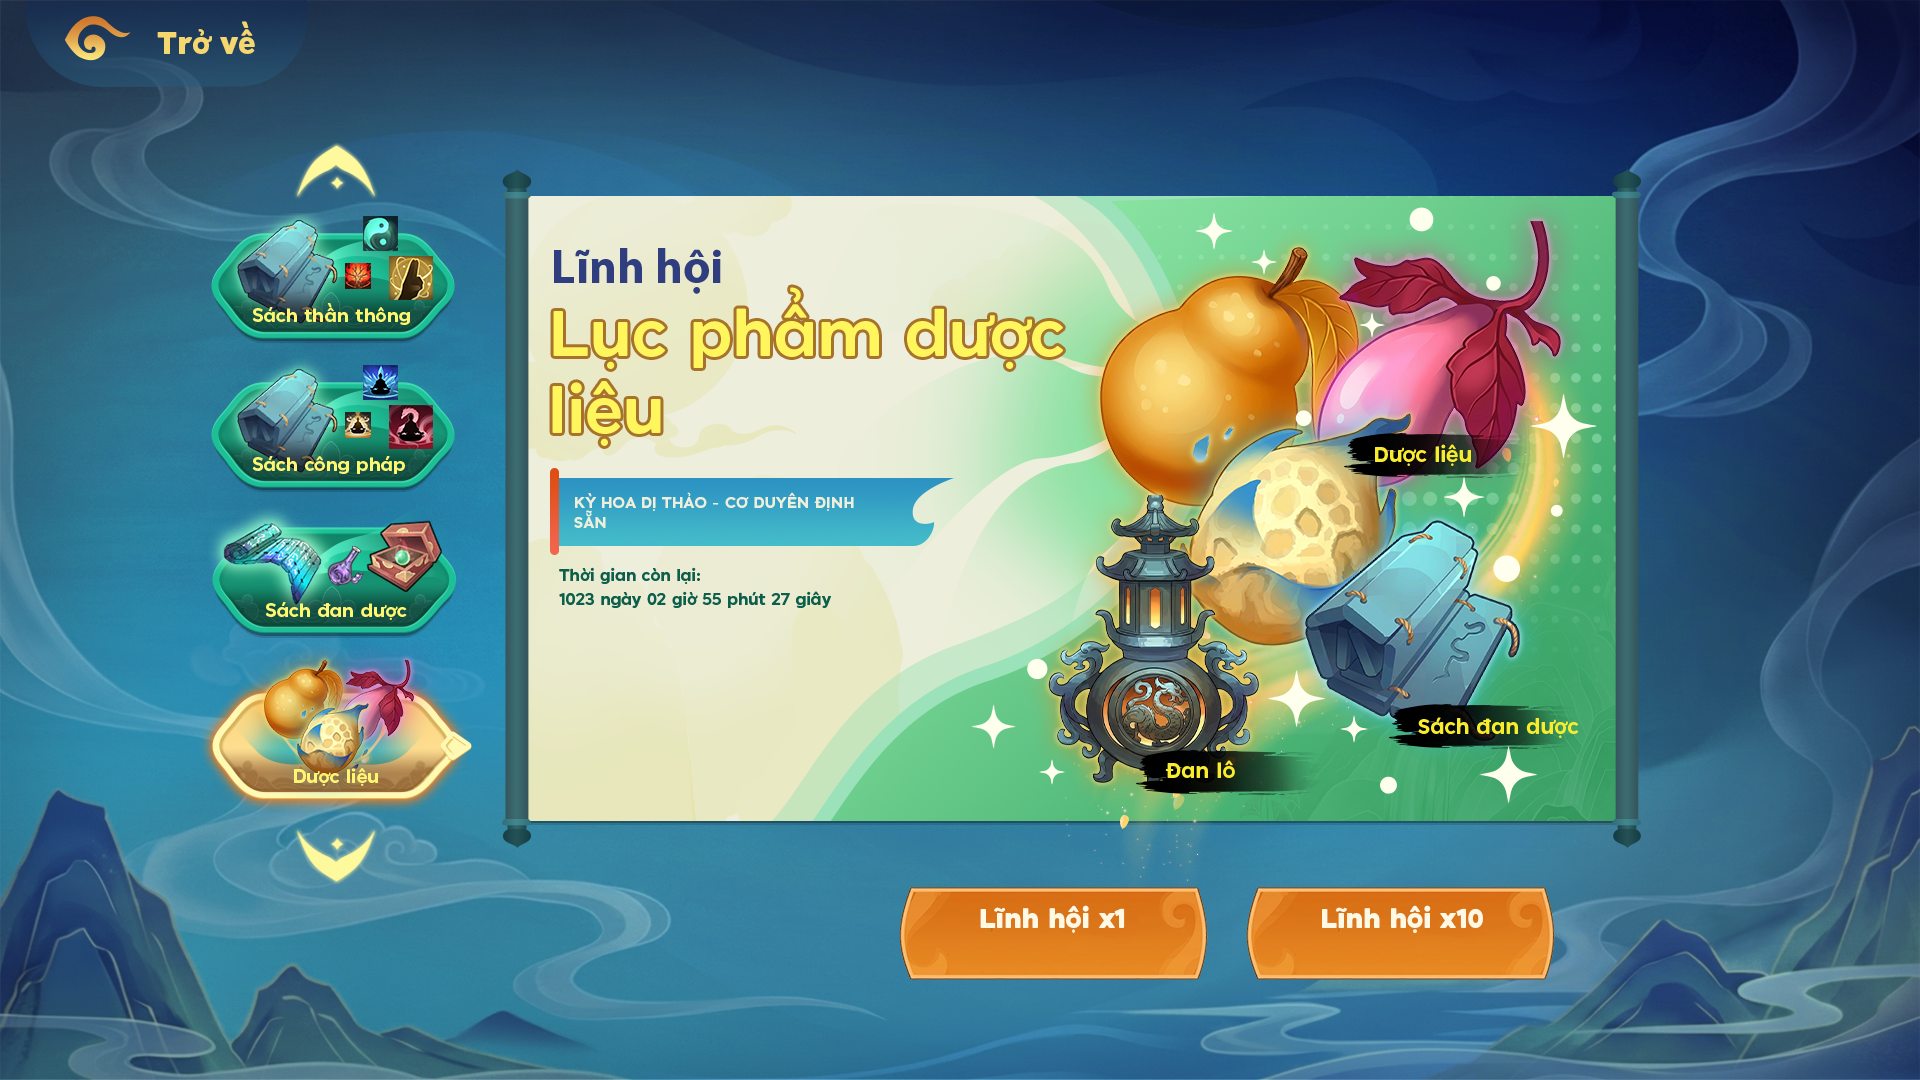 Trở về
Sách thần thông
Sách công pháp
Sách đan dược
Dược liệu
Lĩnh hội
Lục phẩm dược
liệu
KỲ HOA DỊ THẢO - CƠ DUYÊN ĐỊNH
SẴN
Thời gian còn lại:
1023 ngày 02 giờ 55 phút 27 giây
Dược liệu
Sách đan dược
Đan lô
Lĩnh hội x1
Lĩnh hội x10